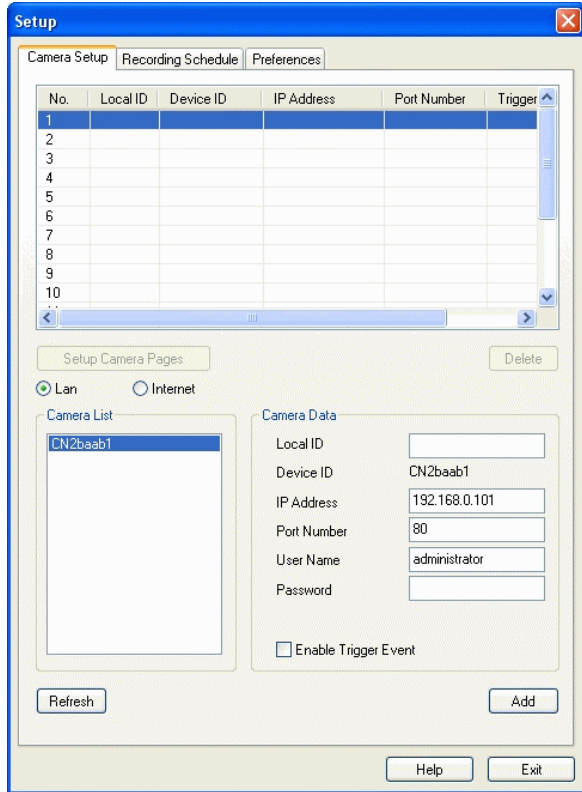 Setup
Camera Setup Recording Schedule Preferences
No. Local ID Device ID IP Address Port Number Trigger
1
2
3
4
5
6
7
8
9
10
Setup Camera Pages Delete
Lan Internet
Camera List
CN2baab1
Camera Data
Local ID
Device ID CN2baab1
IP Address 192.168.0.101
Port Number 80
User Name administrator
Password
Enable Trigger Event
Refresh Add
Help Exit